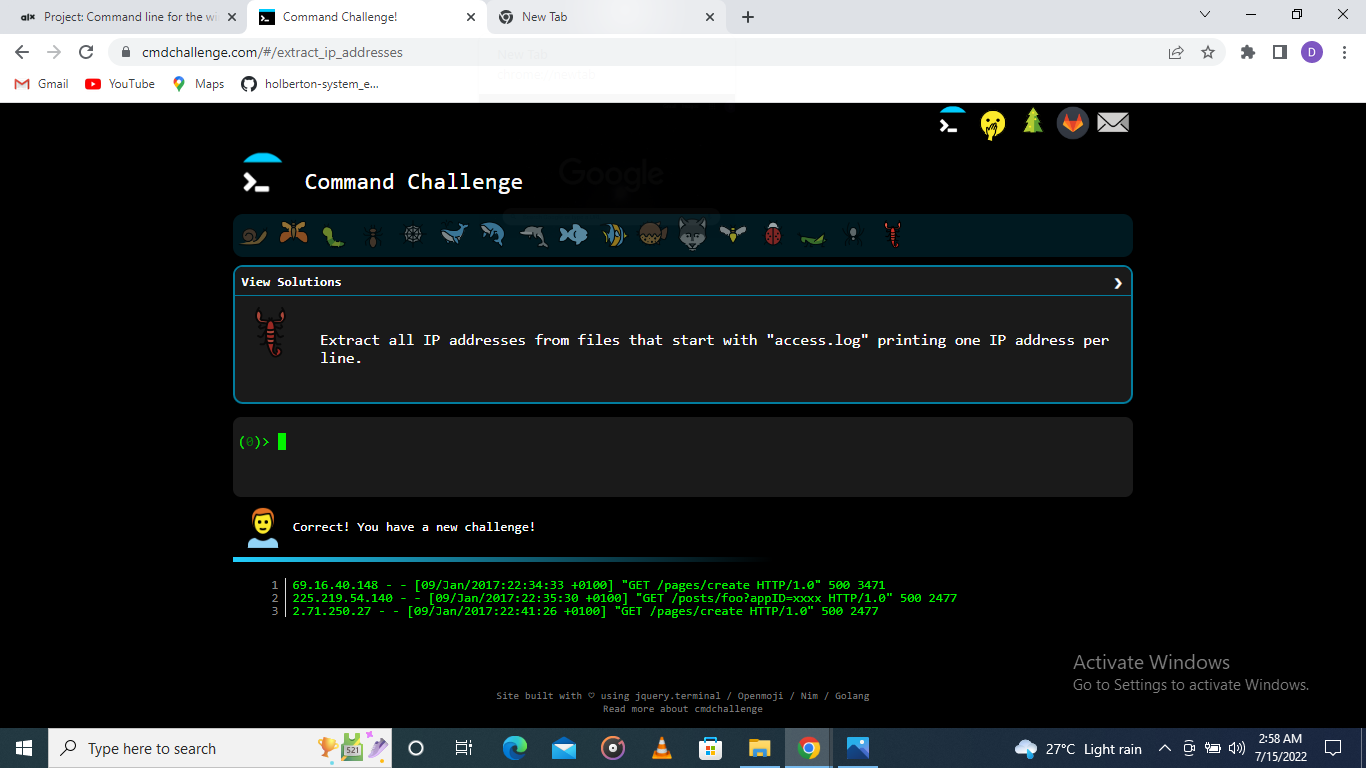 alx Project: Command line for the wi
Command Challenge!
New Tab
cmdchallenge.com/#/extract_ip_addresses
D
Gmail
YouTube
Maps
holberton-system_e...
Google
Command Challenge
View Solutions
Extract all IP addresses from files that start with "access.log" printing one IP address per
line.
(0)>
Correct! You have a new challenge!
1 69.16.40.148 - - [09/Jan/2017:22:34:33 +0100] "GET /pages/create HTTP/1.0" 500 3471
2 225.219.54.140 - - [09/Jan/2017:22:35:30 +0100] "GET /posts/foo?appID=xxxx HTTP/1.0" 500 2477
3 2.71.250.27 - - [09/Jan/2017:22:41:26 +0100] "GET /pages/create HTTP/1.0" 500 2477
Activate Windows
Go to Settings to activate Windows.
Site built with ♡ using jquery.terminal / Openmoji / Nim / Golang
Read more about cmdchallenge
Type here to search
521
27°C Light rain
2:58 AM
7/15/2022